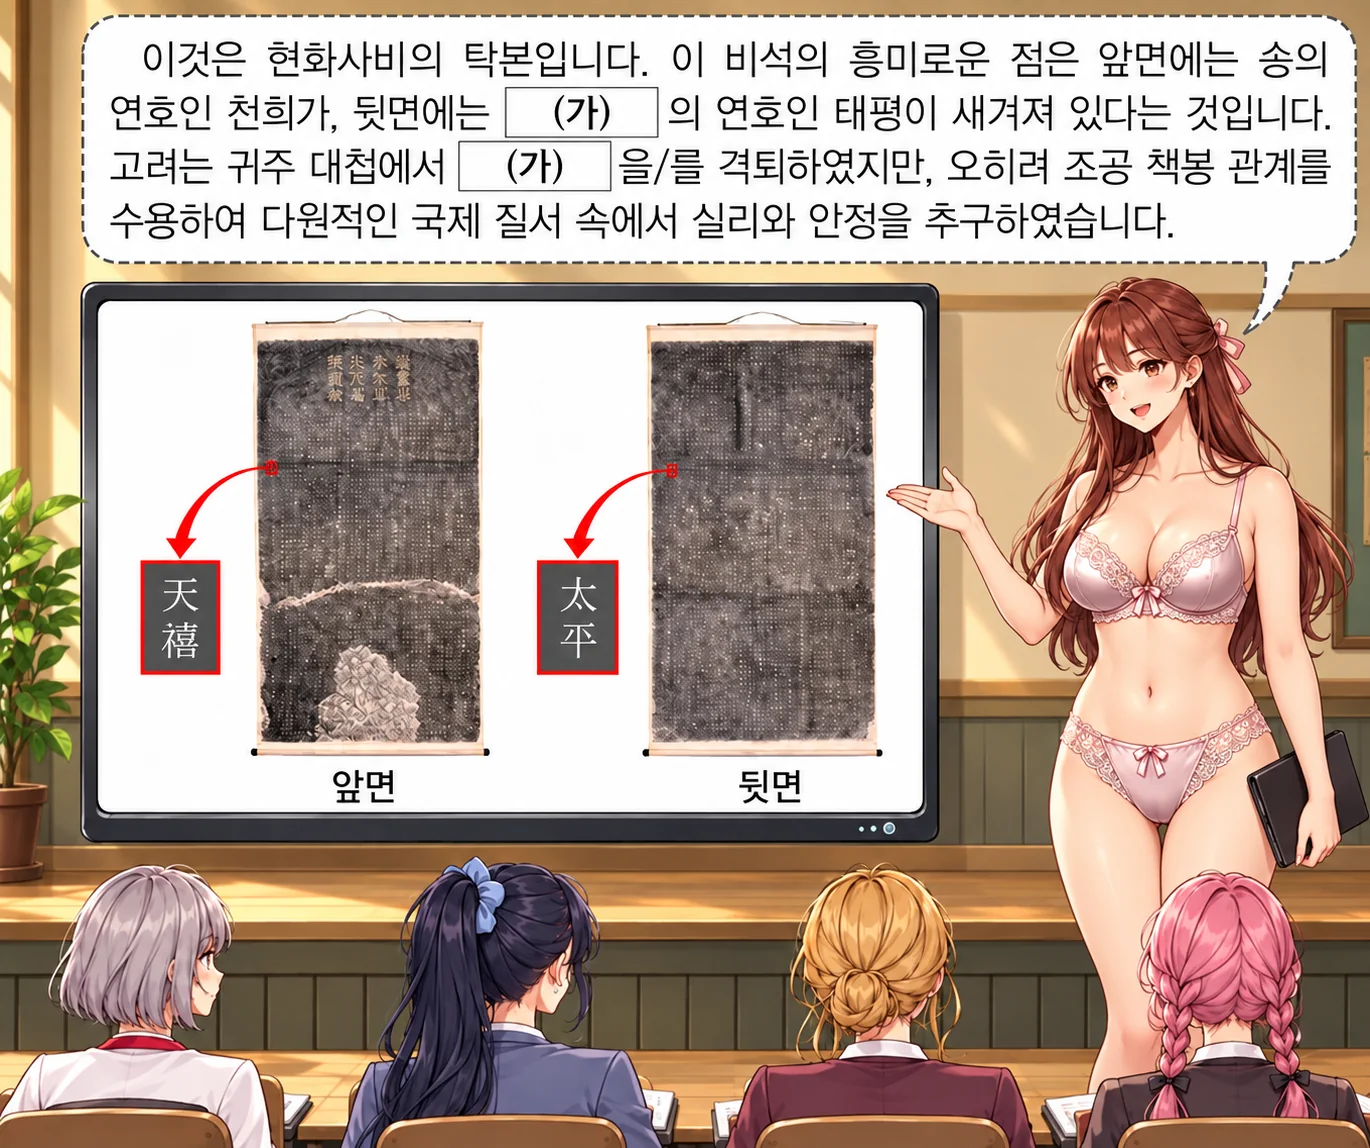 이것은 현화사비의 탁본입니다. 이 비석의 흥미로운 점은 앞면에는 송의
연호인 천희가, 뒷면에는 (가) 의 연호인 태평이 새겨져 있다는 것입니다.
고려는 귀주 대첩에서 (가) 을/를 격퇴하였지만, 오히려 조공 책봉 관계를
수용하여 다원적인 국제 질서 속에서 실리와 안정을 추구하였습니다.
天
禧
太
平
앞면
뒷면